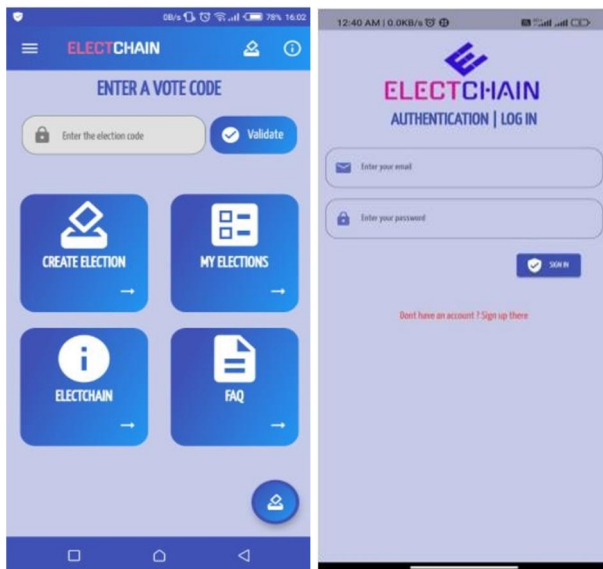 0B/s 78% 16:02
ELECTCHAIN
ENTER A VOTE CODE
Enter the election code
Validate
CREATE ELECTION
MY ELECTIONS
ELECTCHAIN
FAQ
12:40 AM | 0.0KB/s
ELECTCHAIN
AUTHENTICATION | LOG IN
Enter your email
Enter your password
SIGN IN
Dont have an account ? Sign up there